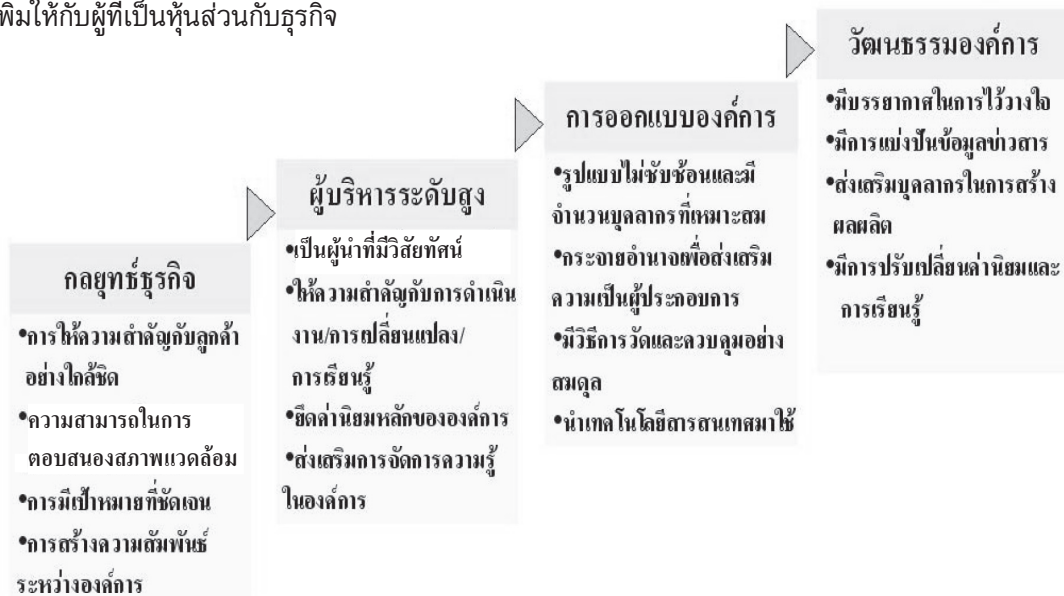 พิ่มให้กับผู้ที่เป็นหุ้นส่วนกับธุรกิจ
กลยุทธ์ธุรกิจ
•การให้ความสำคัญกับลูกค้า
อย่างใกล้ชิด
•ความสามารถในการ
ตอบสนองสภาพแวดล้อม
•การมีเป้าหมายที่ชัดเจน
•การสร้างความสัมพันธ์
ระหว่างองค์การ
ผู้บริหารระดับสูง
•เป็นผู้นำที่มีวิสัยทัศน์
•ให้ความสำคัญกับการดำเนิน
งาน/การเปลี่ยนแปลง/
การเรียนรู้
•ยึดค่านิยมหลักขององค์การ
•ส่งเสริมการจัดการความรู้
ในองค์การ
การออกแบบองค์การ
•รูปแบบไม่ซับซ้อนและมี
จำนวนบุคลากรที่เหมาะสม
•กระจายอำนาจเพื่อส่งเสริม
ความเป็นผู้ประกอบการ
•มีวิธีการวัดและควบคุมอย่าง
สมดุล
•นำเทคโนโลยีสารสนเทศมาใช้
วัฒนธรรมองค์การ
•มีบรรยากาศในการไว้วางใจ
•มีการแบ่งปันข้อมูลข่าวสาร
•ส่งเสริมบุคลากรในการสร้าง
ผลผลิต
•มีการปรับเปลี่ยนค่านิยมและ
การเรียนรู้